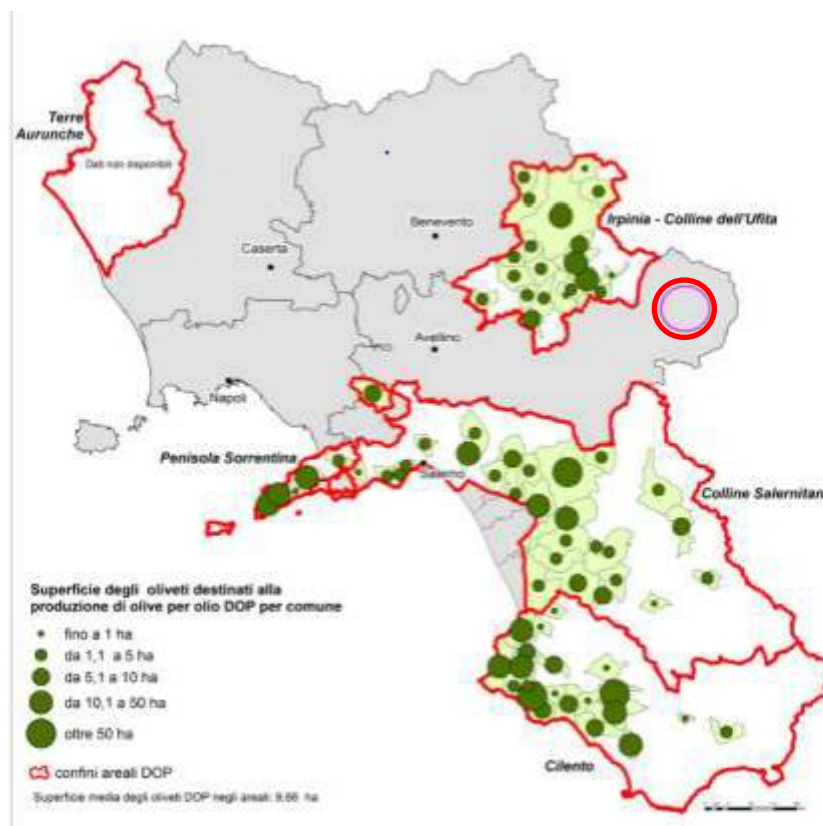 Terre
Aurunche
Dati non disponibili
Irpinia - Colline dell'Ufita
Benevento
Caserta
Avellino
Napoli
Penisola Sorrentina
Salerno
Colline Salernitan
Superficie degli oliveti destinati alla
produzione di olive per olio DOP per comune
fino a 1 ha
da 1,1 a 5 ha
da 5,1 a 10 ha
da 10,1 a 50 ha
oltre 50 ha
confini areali DOP
Superficie media degli oliveti DOP negli areali: 9,66 ha
Cilento